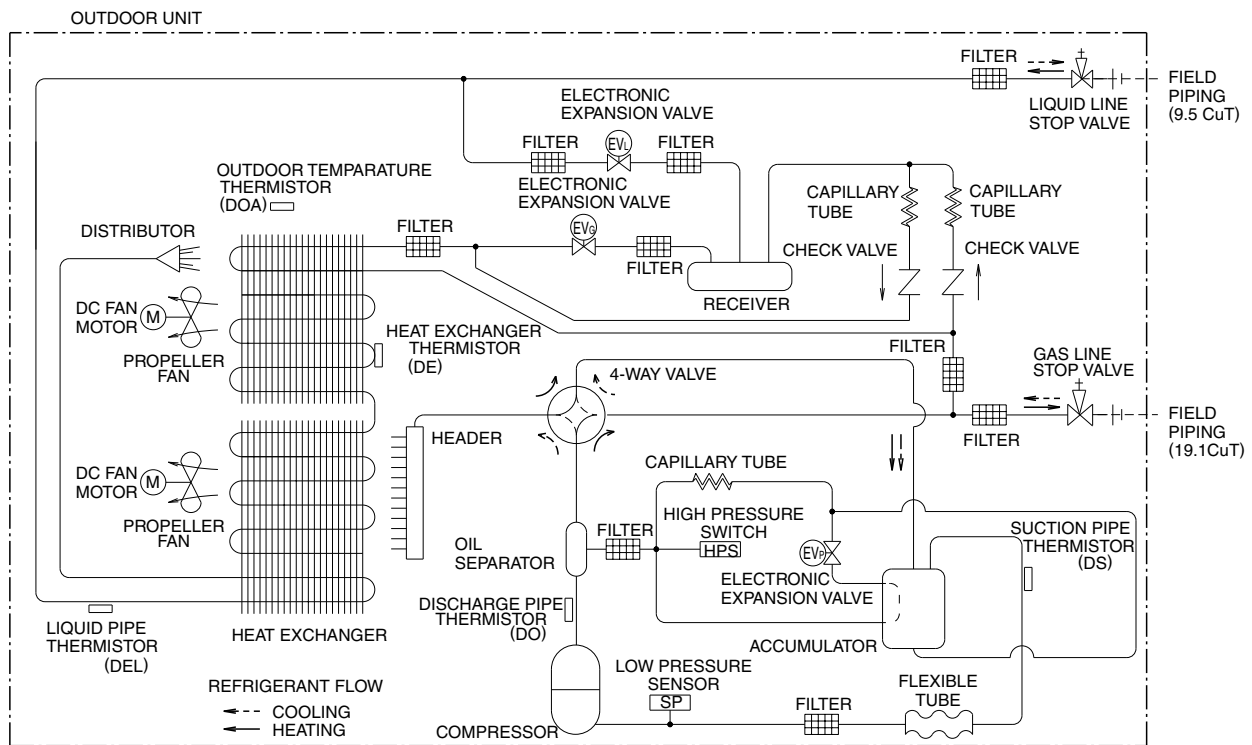 OUTDOOR UNIT
FILTER
LIQUID LINE
STOP VALVE
FIELD
PIPING
(9.5 CuT)
ELECTRONIC
EXPANSION VALVE
FILTER
EVL
FILTER
OUTDOOR TEMPARATURE
THERMISTOR
(DOA)
ELECTRONIC
EXPANSION VALVE
CAPILLARY
TUBE
CAPILLARY
TUBE
DISTRIBUTOR
FILTER
EVG
FILTER
CHECK VALVE
CHECK VALVE
RECEIVER
DC FAN
MOTOR
M
PROPELLER
FAN
HEAT EXCHANGER
THERMISTOR
(DE)
FILTER
4-WAY VALVE
GAS LINE
STOP VALVE
HEADER
FILTER
FIELD
PIPING
(19.1CuT)
DC FAN
MOTOR
M
PROPELLER
FAN
CAPILLARY TUBE
OIL
SEPARATOR
FILTER
HIGH PRESSURE
SWITCH
HPS
EVP
SUCTION PIPE
THERMISTOR
(DS)
ELECTRONIC
EXPANSION VALVE
DISCHARGE PIPE
THERMISTOR
(DO)
ACCUMULATOR
LIQUID PIPE
THERMISTOR
(DEL)
HEAT EXCHANGER
LOW PRESSURE
SENSOR
SP
FILTER
FLEXIBLE
TUBE
COMPRESSOR
REFRIGERANT FLOW
COOLING
HEATING